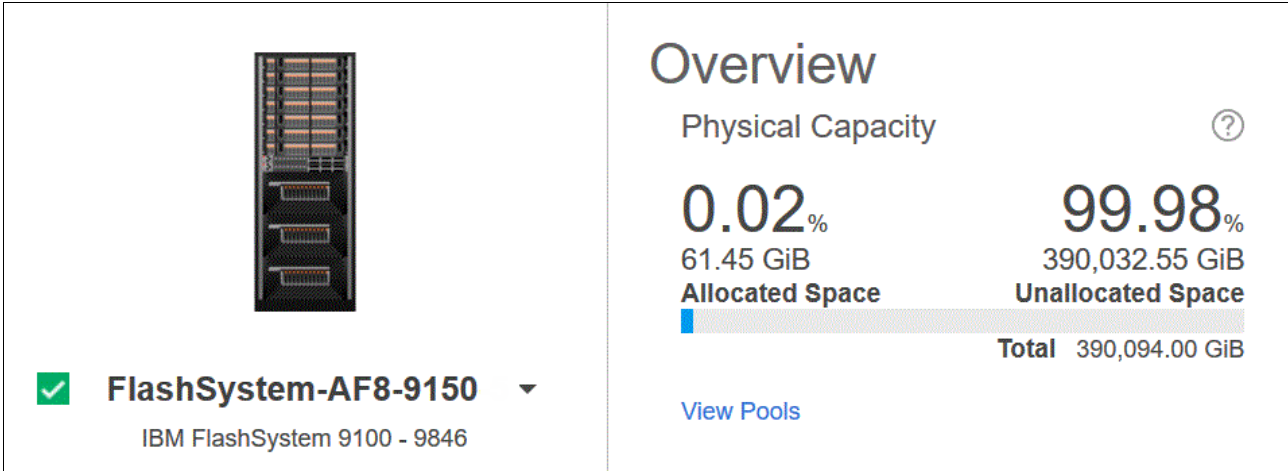 FlashSystem-AF8-9150
IBM FlashSystem 9100 - 9846
Overview
Physical Capacity
?
0.02% 99.98%
61.45 GiB 390,032.55 GiB
Allocated Space Unallocated Space
Total 390,094.00 GiB
View Pools